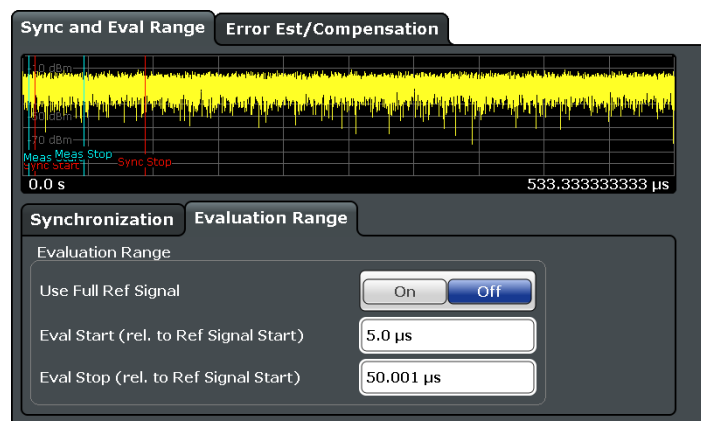 Sync and Eval Range Error Est/Compensation
-10 dBm
-70 dBm
Meas Meas Stop
Sync Start Sync Stop
0.0 s 533.333333333 µs
Synchronization Evaluation Range
Evaluation Range
Use Full Ref Signal On Off
Eval Start (rel. to Ref Signal Start) 5.0 µs
Eval Stop (rel. to Ref Signal Start) 50.001 µs